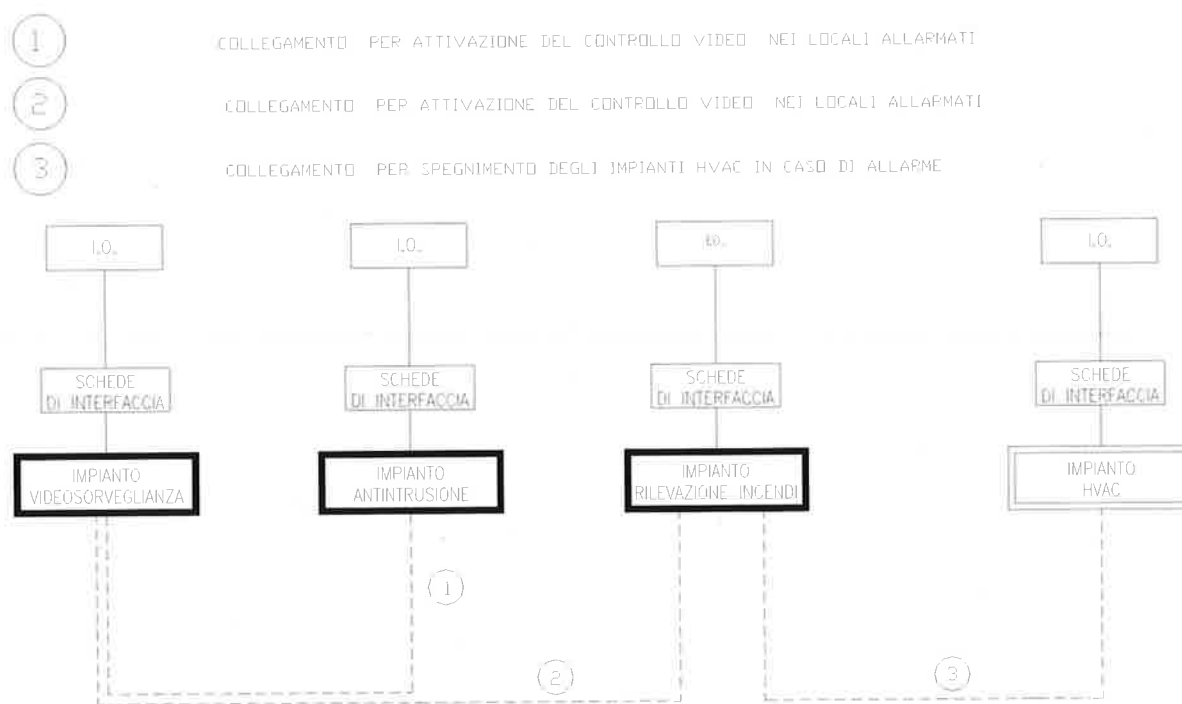 1
COLLEGAMENTO PER ATTIVAZIONE DEL CONTROLLO VIDEO NEI LOCALI ALLARMATI
2
COLLEGAMENTO PER ATTIVAZIONE DEL CONTROLLO VIDEO NEI LOCALI ALLARMATI
3
COLLEGAMENTO PER SPEGNIMENTO DEGLI IMPIANTI HVAC IN CASO DI ALLARME
I.O.
I.O.
I.O.
SCHEDE
DI INTERFACCIA
SCHEDE
DI INTERFACCIA
SCHEDE
DI INTERFACCIA
SCHEDE
DI INTERFACCIA
IMPIANTO
VIDEOSORVEGLIANZA
IMPIANTO
ANTINTRUSIONE
IMPIANTO
RILEVAZIONE INCENDI
IMPIANTO
HVAC
1
2
3